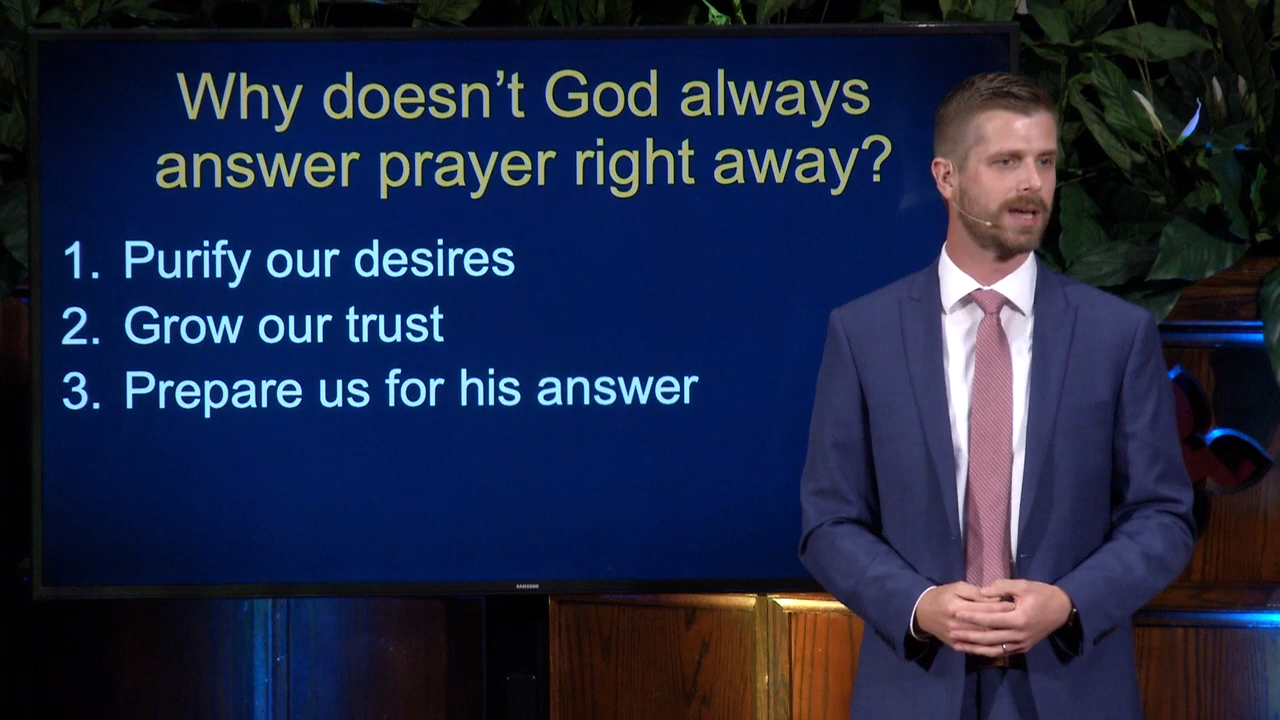 Why doesn’t God always
answer prayer right away?
1. Purify our desires
2. Grow our trust
3. Prepare us for his answer
SAMSUNG